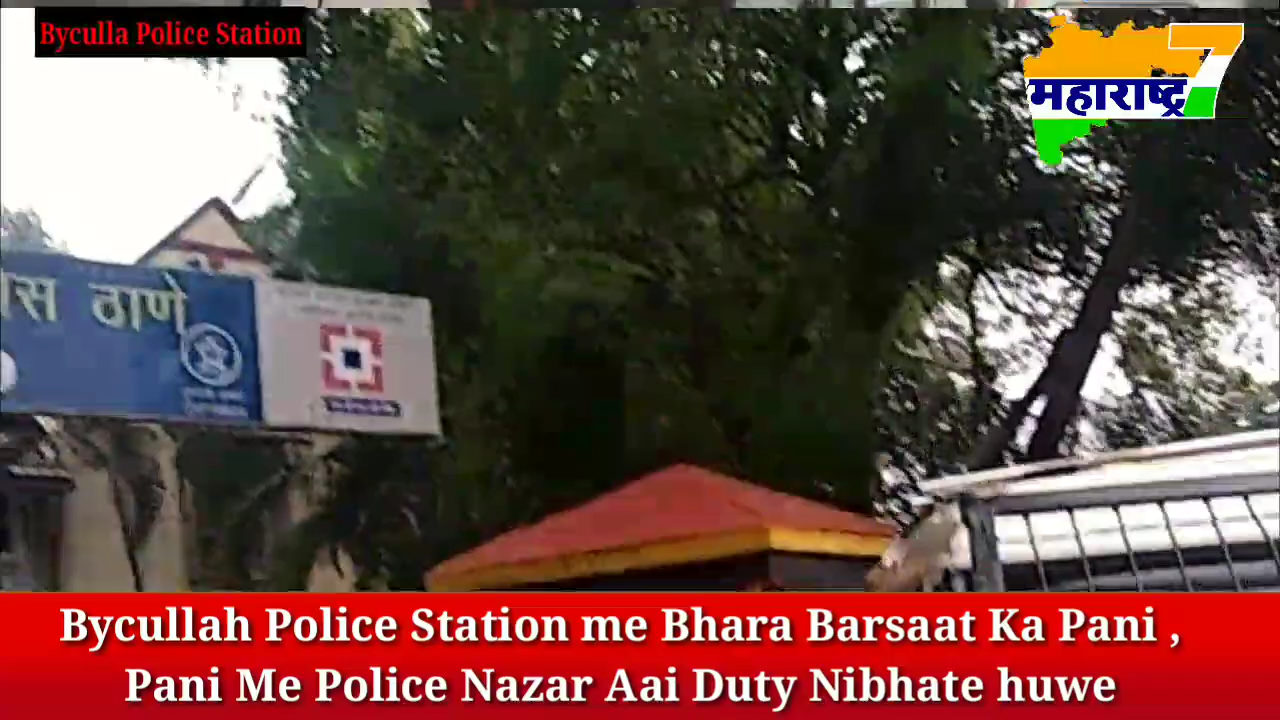 Byculla Police Station
महाराष्ट्र 7
ठाणे
Bycullah Police Station me Bhara Barsaat Ka Pani ,
Pani Me Police Nazar Aai Duty Nibhate huwe